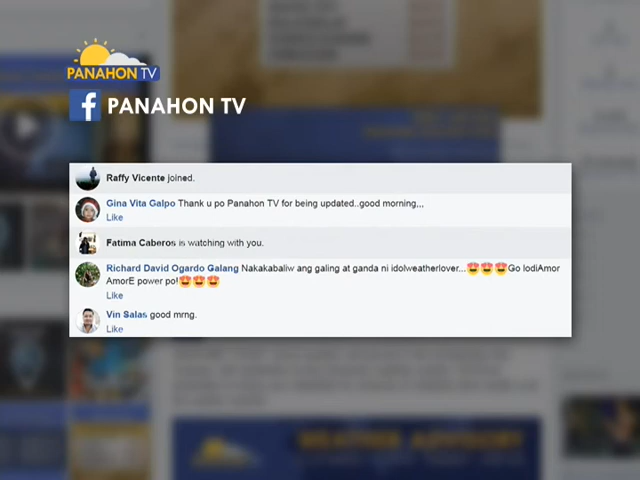 PANAHON TV
PANAHON TV
Raffy Vicente joined.
Gina Vita Galpo Thank u po Panahon TV for being updated..good morning,,,
Like
Fatima Caberos is watching with you.
Richard David Ogardo Galang Nakakabaliw ang galing at ganda ni idolweatherlover...😍😍😍Go lodiAmor
AmorE power po!😍😍😍
Like
Vin Salas good mrng.
Like
WEATHER ADVISORY